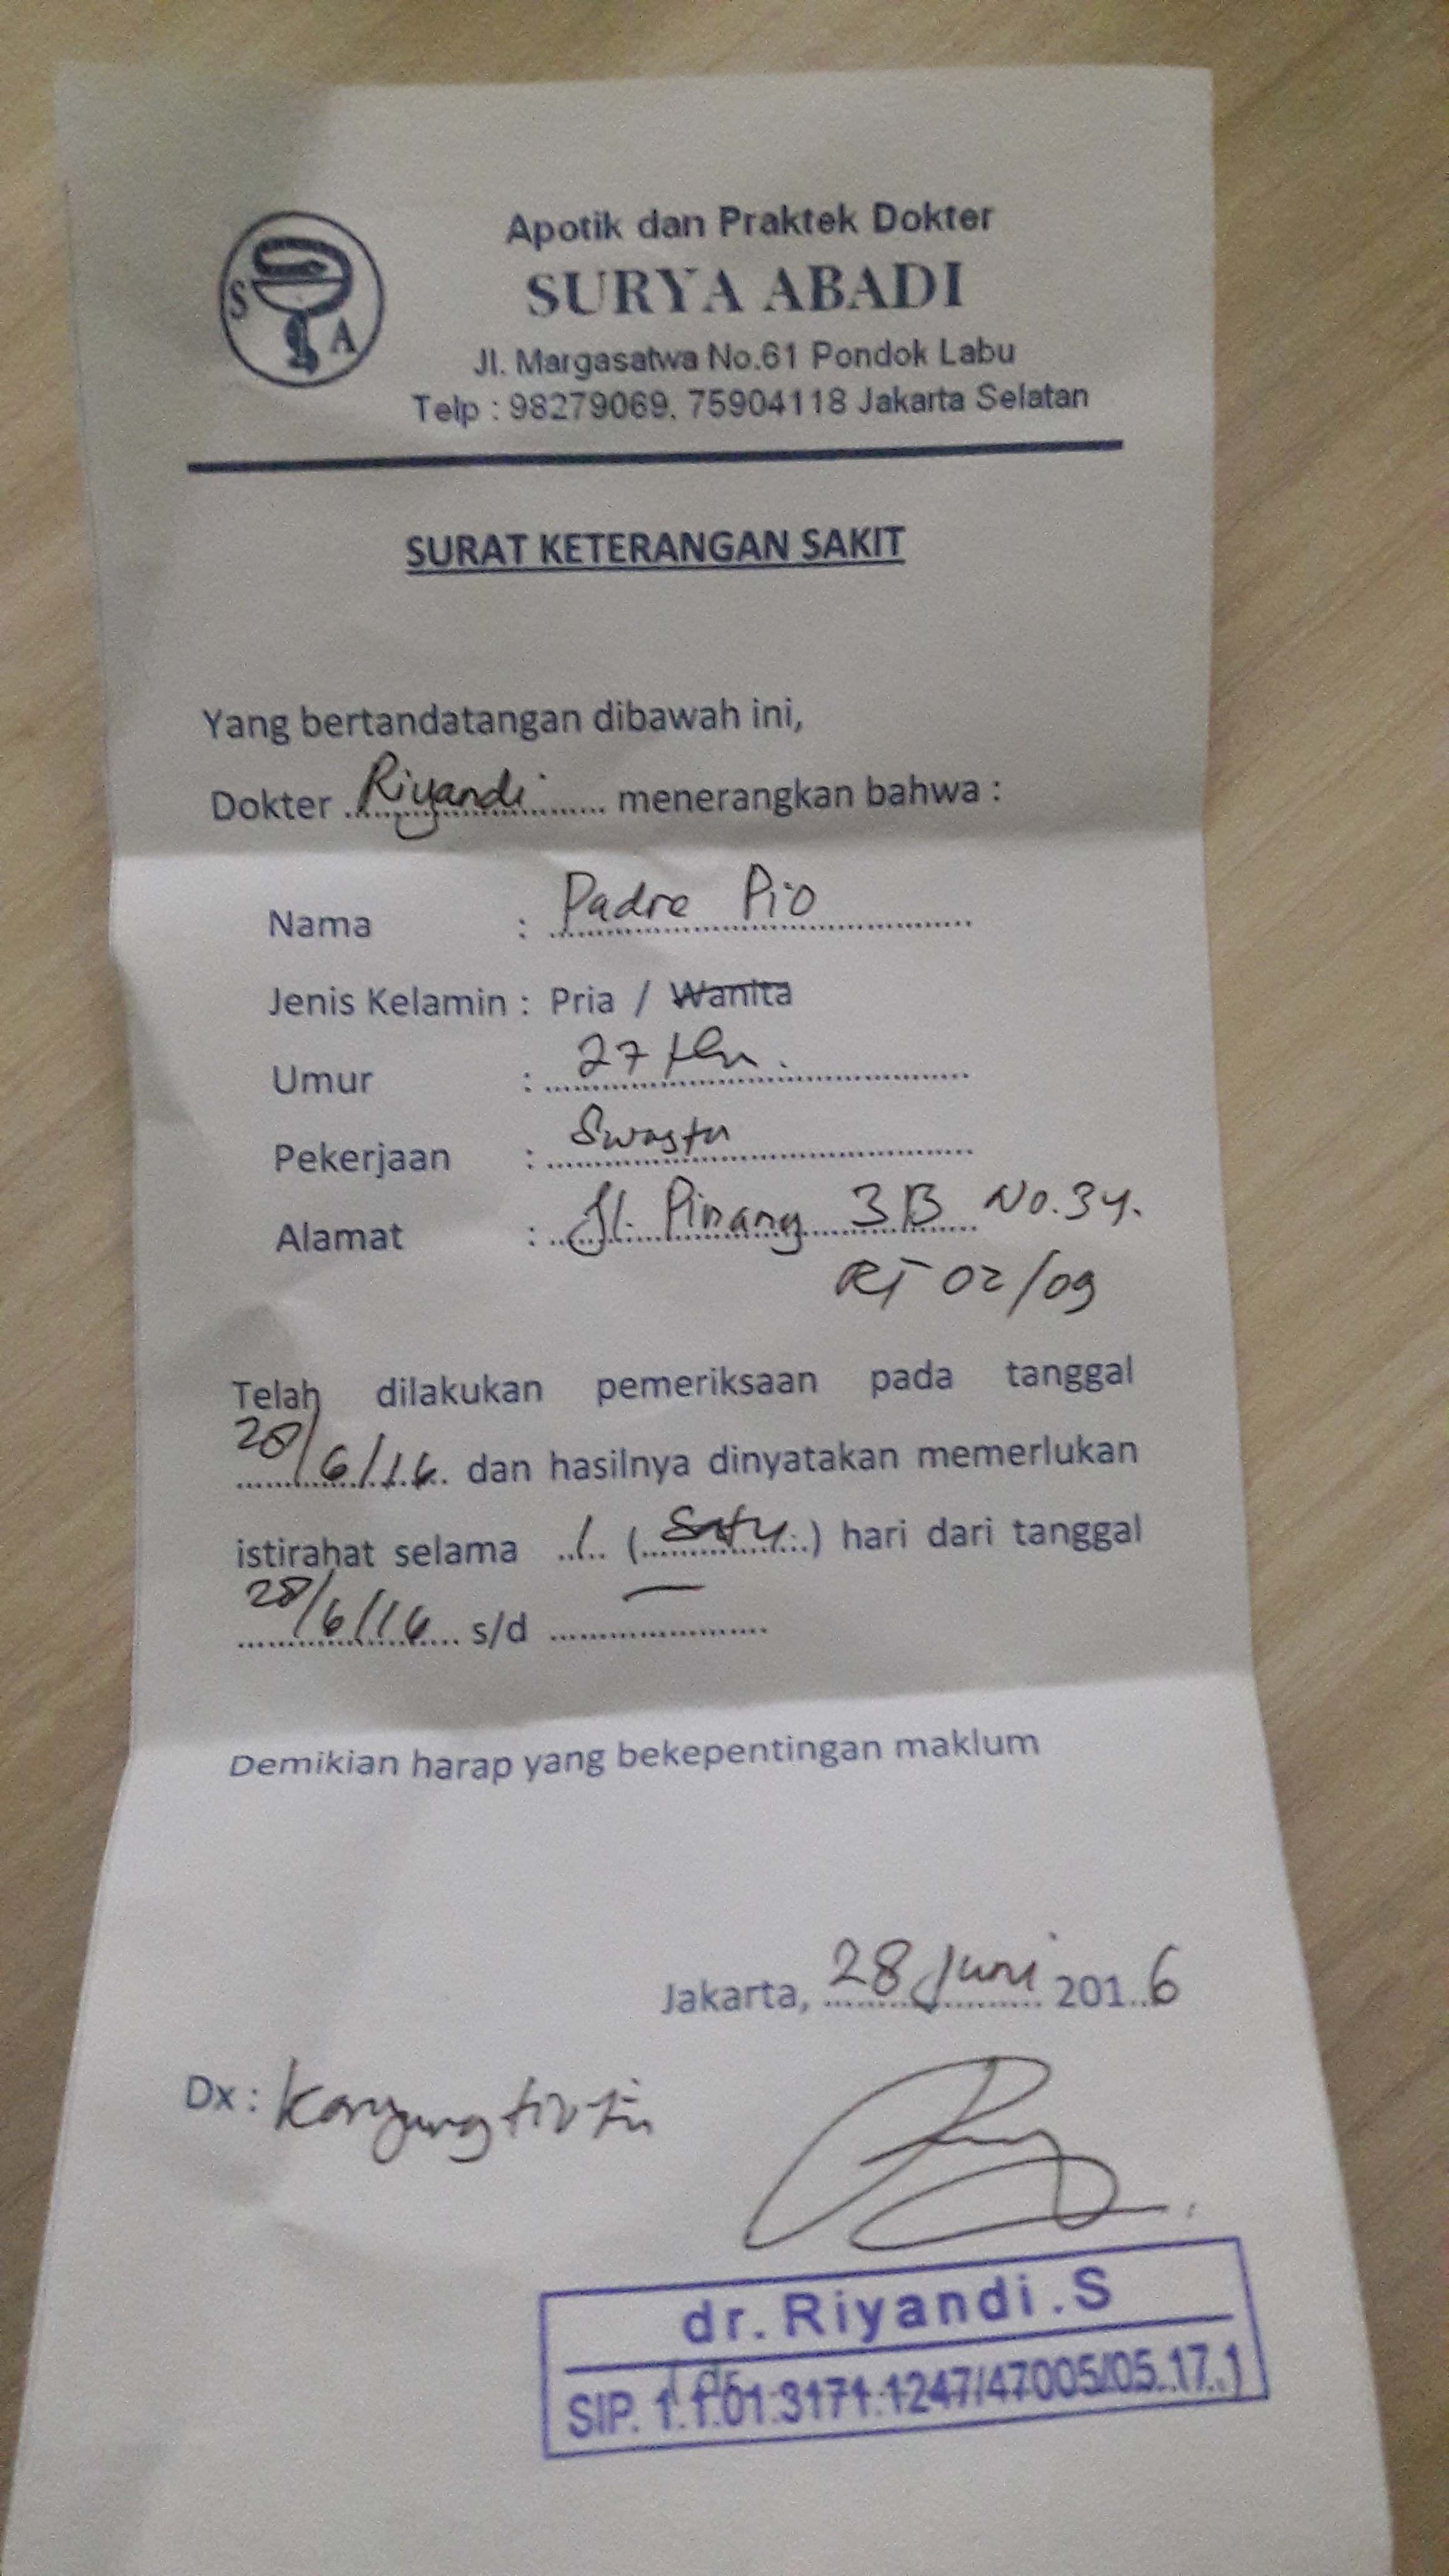 S A
Apotik dan Praktek Dokter
SURYA ABADI
Jl. Margasatwa No.61 Pondok Labu
Telp : 98279069, 75904118 Jakarta Selatan
SURAT KETERANGAN SAKIT
Yang bertandatangan dibawah ini,
Dokter Riyandi menerangkan bahwa :
Nama : Padre Pio
Jenis Kelamin : Pria / Wanita
Umur : 27 thn.
Pekerjaan : Swasta
Alamat : Jl. Pinang 3B No.34.
RT 02/09
Telah dilakukan pemeriksaan pada tanggal
28/6/16 dan hasilnya dinyatakan memerlukan
istirahat selama 1 (Satu) hari dari tanggal
28/6/16 s/d —
Demikian harap yang bekepentingan maklum
Jakarta, 28 Juni 2016
Dx:
dr. Riyandi . S
SIP. 1.1.01.3171.1247/47005/05.17.1